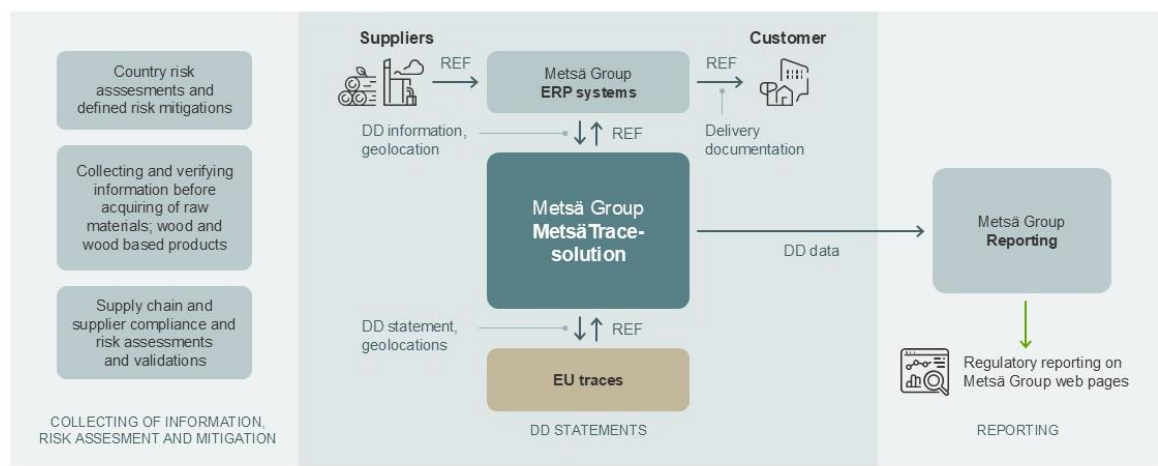 Country risk
asssesments and
defined risk mitigations
Collecting and verifying
information before
acquiring of raw
materials; wood and
wood based products
Supply chain and
supplier compliance and
risk assessments
and validations
COLLECTING OF INFORMATION,
RISK ASSESMENT AND MITIGATION
Suppliers
REF
Metsä Group
ERP systems
REF
Customer
DD information,
geolocation
REF
Delivery
documentation
Metsä Group
MetsäTrace-
solution
DD data
DD statement,
geolocations
REF
EU traces
DD STATEMENTS
Metsä Group
Reporting
Regulatory reporting on
Metsä Group web pages
REPORTING